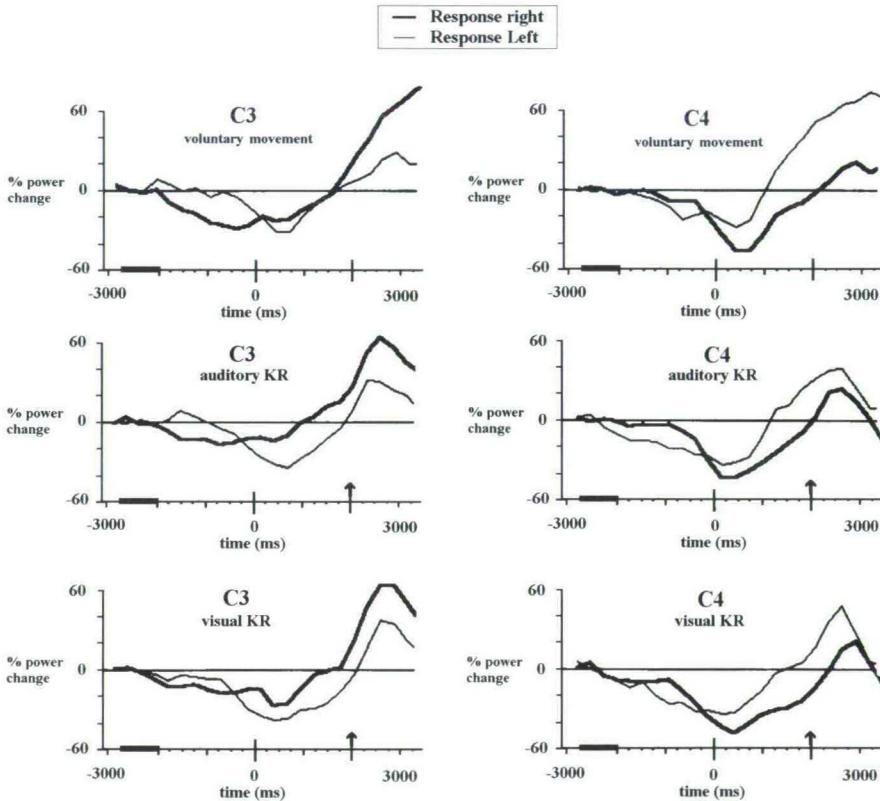 Response right
Response Left
C3
voluntary movement
60
% power
change
0
-60
-3000 0 3000
time (ms)
C4
voluntary movement
60
% power
change
0
-60
-3000 0 3000
time (ms)
C3
auditory KR
60
% power
change
0
-60
-3000 0 3000
time (ms)
C4
auditory KR
60
% power
change
0
-60
-3000 0 3000
time (ms)
C3
visual KR
60
% power
change
0
-60
-3000 0 3000
time (ms)
C4
visual KR
60
% power
change
0
-60
-3000 0 3000
time (ms)